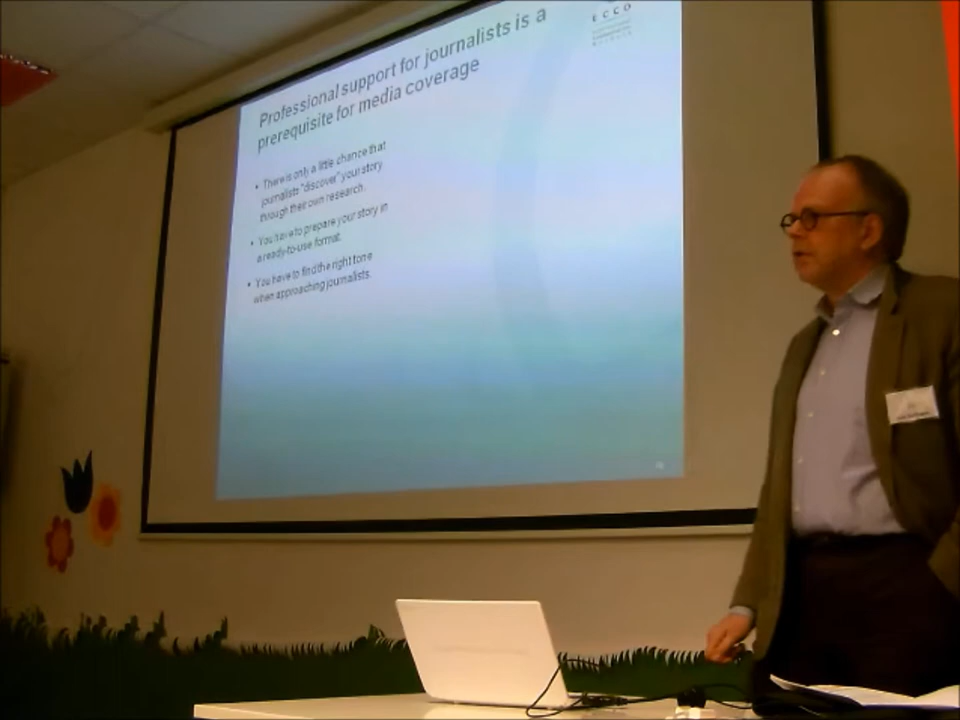 ECCO
Professional support for journalists is a
prerequisite for media coverage
• There is only a little chance that
journalists "discover" your story
through their own research.
• You have to prepare your story in
a ready-to-use format.
• You have to find the right tone
when approaching journalists.